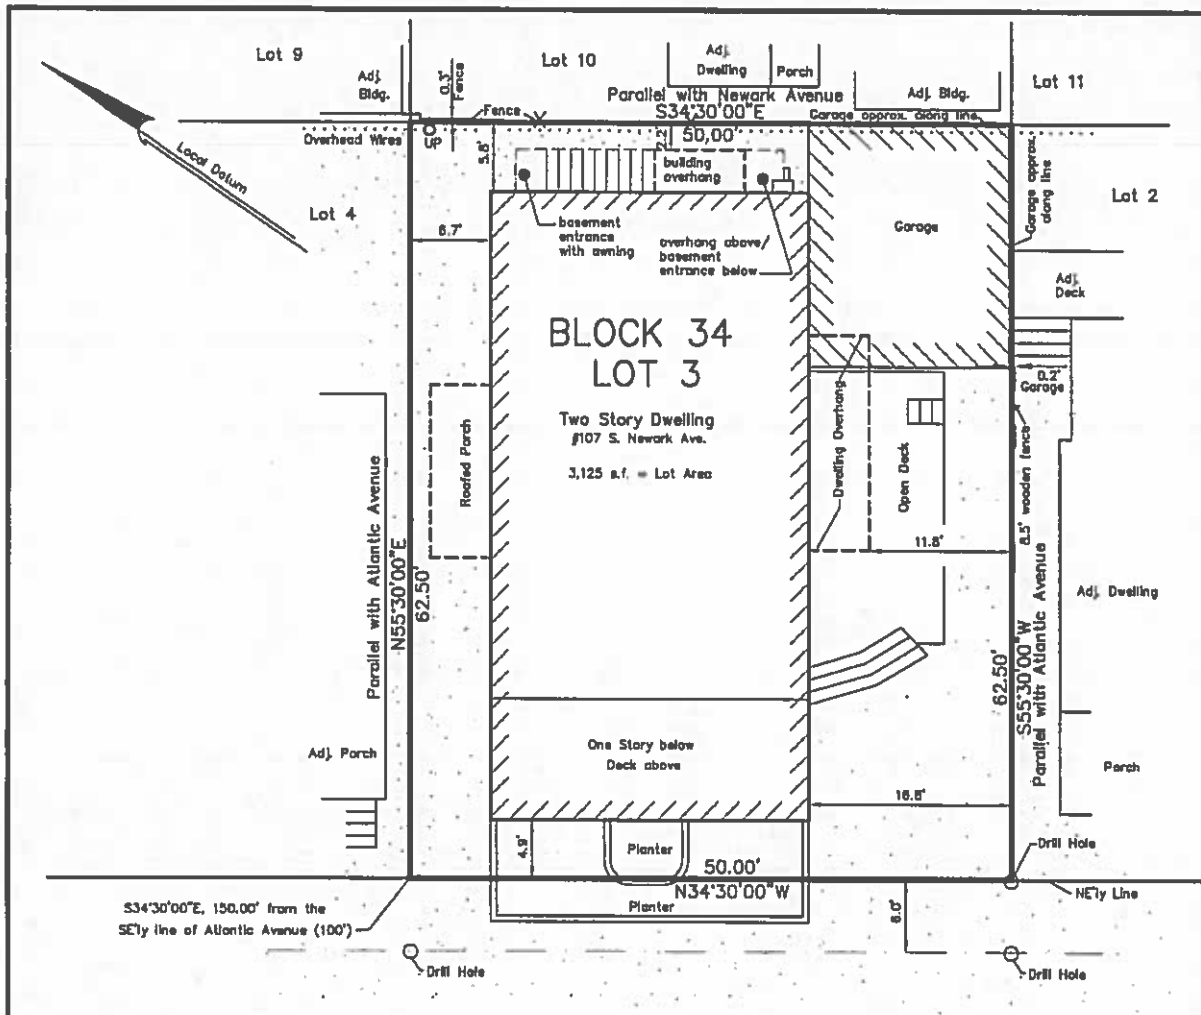 Lot 9
Lot 10
Adj.
Dwelling
Porch
Adj.
Bldg.
0.3'
Fence
Adj. Bldg.
Lot 11
Parallel with Newark Avenue
S34°30'00"E
50.00'
Fence
Garage approx. along line
Overhead Wires
UP
5.8'
2.2'
building
overhang
Local Datum
Lot 4
6.7'
basement
entrance
with awning
overhang above/
basement
entrance below
Garage
Garage approx.
along line
Lot 2
Adj.
Deck
BLOCK 34
LOT 3
Two Story Dwelling
#107 S. Newark Ave.
3,125 s.f. = Lot Area
Roofed Porch
Dwelling Overhang
Open Deck
0.2'
Garage
8.5' wooden fence
11.8'
Parallel with Atlantic Avenue
N55°30'00"E
62.50'
62.50'
S55°30'00"W
Parallel with Atlantic Avenue
Adj. Dwelling
Adj. Porch
One Story below
Deck above
Porch
16.8'
4.9'
Planter
50.00'
N34°30'00"W
Planter
Drill Hole
NE'ly Line
S34°30'00"E, 150.00' from the
SE'ly line of Atlantic Avenue (100')
6.0'
Drill Hole
Drill Hole